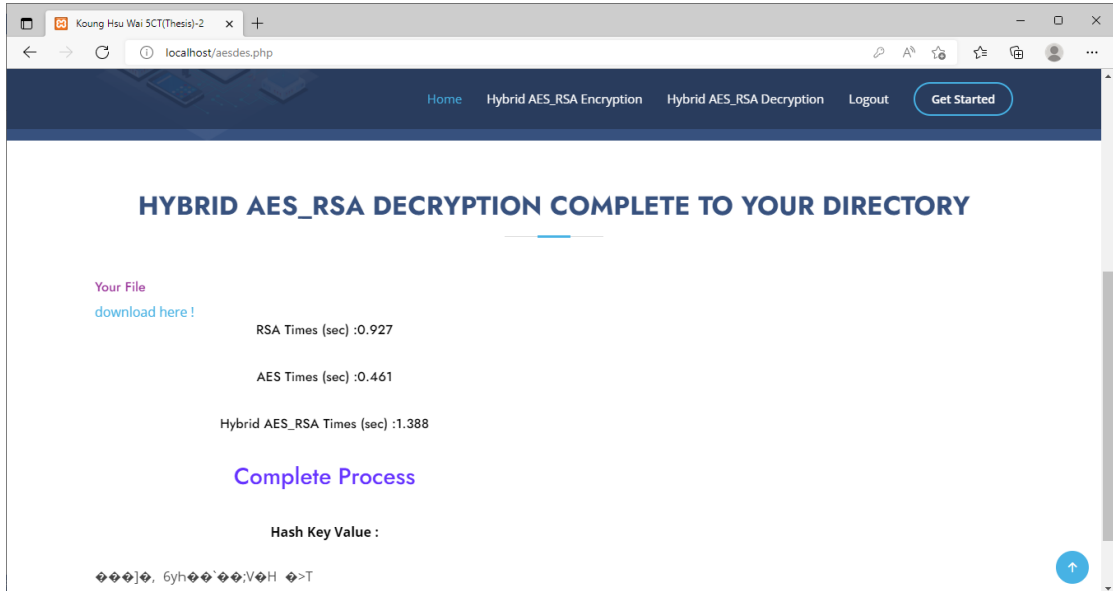 Koung Hsu Wai 5CT(Thesis)-2
localhost/aesdes.php
Home Hybrid AES_RSA Encryption Hybrid AES_RSA Decryption Logout Get Started
HYBRID AES_RSA DECRYPTION COMPLETE TO YOUR DIRECTORY
Your File
download here !
RSA Times (sec) :0.927
AES Times (sec) :0.461
Hybrid AES_RSA Times (sec) :1.388
Complete Process
Hash Key Value :
���]�, 6yh��`��;V�H �>T